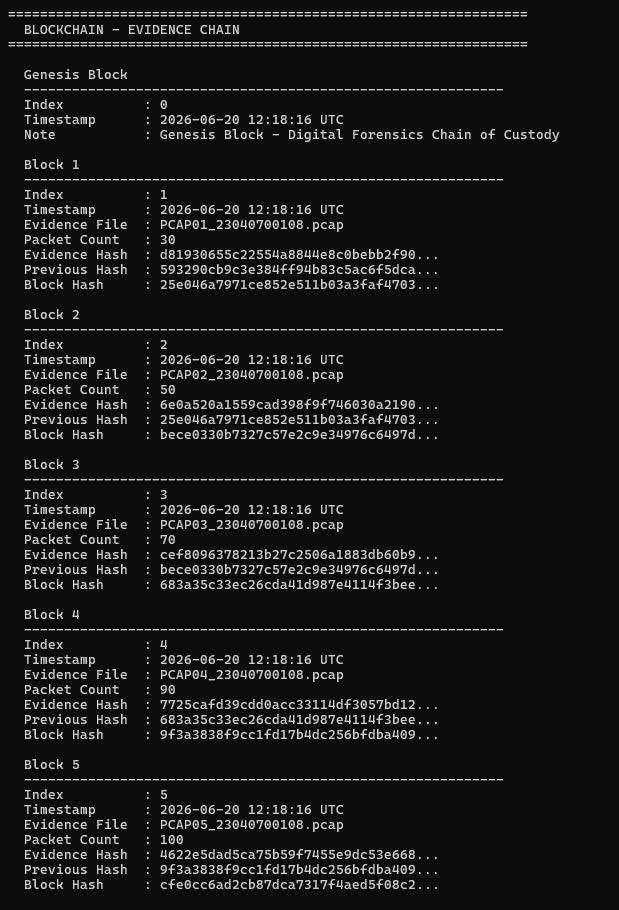 =================================================================
BLOCKCHAIN - EVIDENCE CHAIN
=================================================================
Genesis Block
------------------------------------------------------------
Index : 0
Timestamp : 2026-06-20 12:18:16 UTC
Note : Genesis Block - Digital Forensics Chain of Custody
Block 1
------------------------------------------------------------
Index : 1
Timestamp : 2026-06-20 12:18:16 UTC
Evidence File : PCAP01_23040700108.pcap
Packet Count : 30
Evidence Hash : d81930655c22554a8844e8c0bebb2f90...
Previous Hash : 593290cb9c3e384ff94b83c5ac6f5dca...
Block Hash : 25e046a7971ce852e511b03a3faf4703...
Block 2
------------------------------------------------------------
Index : 2
Timestamp : 2026-06-20 12:18:16 UTC
Evidence File : PCAP02_23040700108.pcap
Packet Count : 50
Evidence Hash : 6e0a520a1559cad398f9f746030a2190...
Previous Hash : 25e046a7971ce852e511b03a3faf4703...
Block Hash : bece0330b7327c57e2c9e34976c6497d...
Block 3
------------------------------------------------------------
Index : 3
Timestamp : 2026-06-20 12:18:16 UTC
Evidence File : PCAP03_23040700108.pcap
Packet Count : 70
Evidence Hash : cef8096378213b27c2506a1883db60b9...
Previous Hash : bece0330b7327c57e2c9e34976c6497d...
Block Hash : 683a35c33ec26cda41d987e4114f3bee...
Block 4
------------------------------------------------------------
Index : 4
Timestamp : 2026-06-20 12:18:16 UTC
Evidence File : PCAP04_23040700108.pcap
Packet Count : 90
Evidence Hash : 7725cafd39cdd0acc33114df3057bd12...
Previous Hash : 683a35c33ec26cda41d987e4114f3bee...
Block Hash : 9f3a3838f9cc1fd17b4dc256bfdba409...
Block 5
------------------------------------------------------------
Index : 5
Timestamp : 2026-06-20 12:18:16 UTC
Evidence File : PCAP05_23040700108.pcap
Packet Count : 100
Evidence Hash : 4622e5dad5ca75b59f7455e9dc53e668...
Previous Hash : 9f3a3838f9cc1fd17b4dc256bfdba409...
Block Hash : cfe0cc6ad2cb87dca7317f4aed5f08c2...